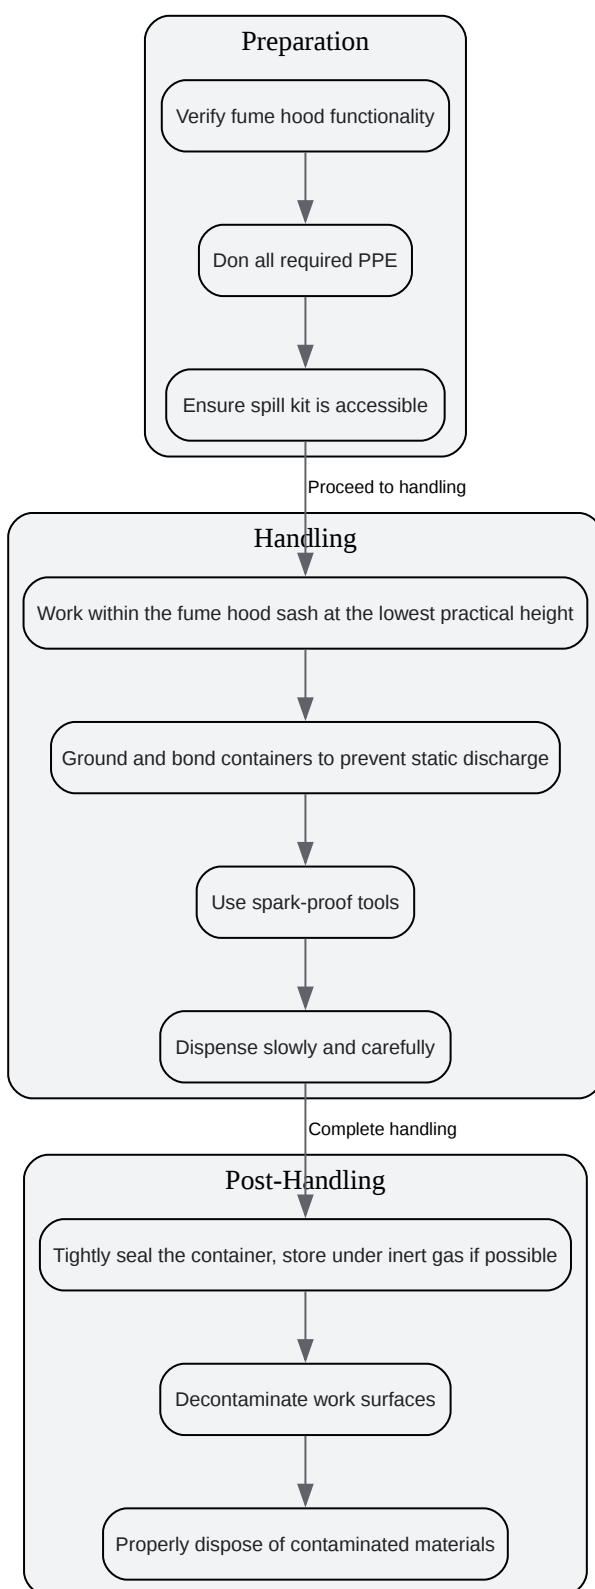 Preparation
Verify fume hood functionality
Don all required PPE
Ensure spill kit is accessible
Proceed to handling
Handling
Work within the fume hood sash at the lowest practical height
Ground and bond containers to prevent static discharge
Use spark-proof tools
Dispense slowly and carefully
Complete handling
Post-Handling
Tightly seal the container, store under inert gas if possible
Decontaminate work surfaces
Properly dispose of contaminated materials